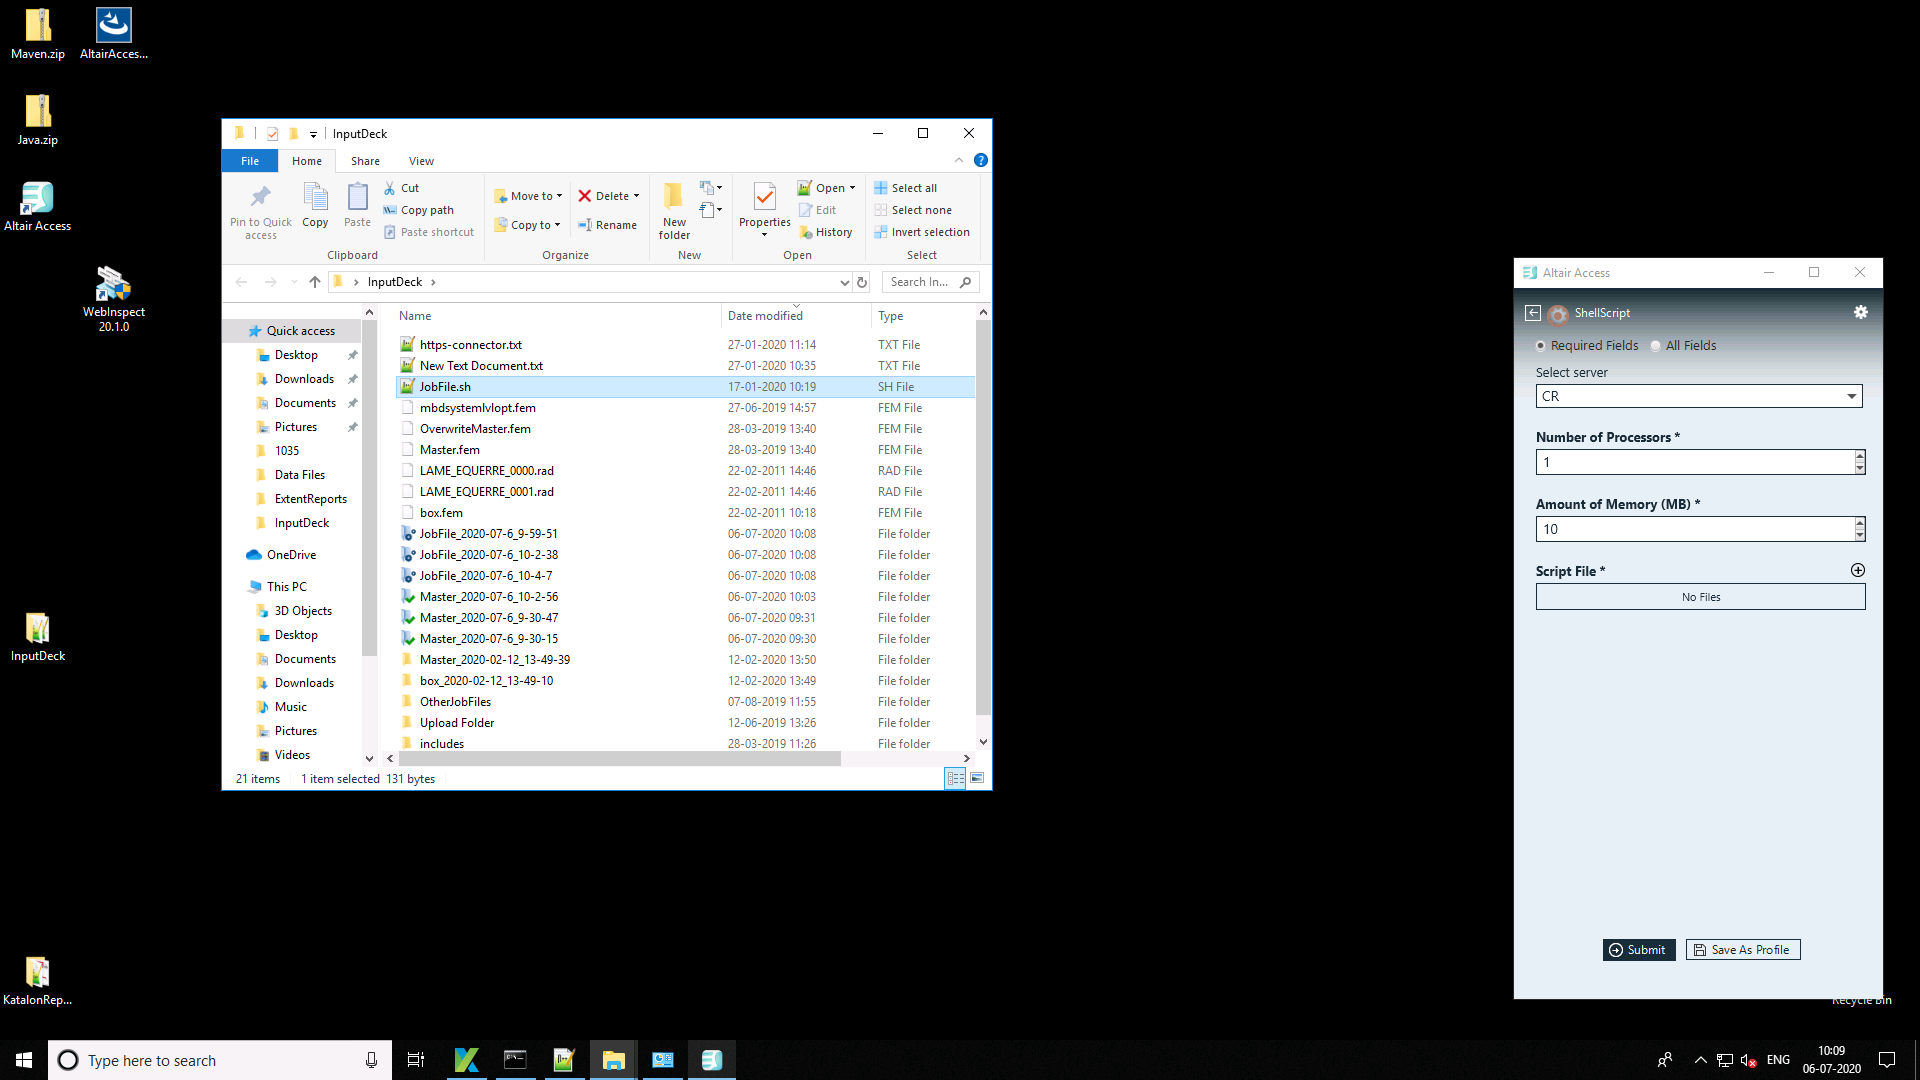 Maven.zip
AltairAcces...
Java.zip
Altair Access
WebInspect
20.1.0
InputDeck
KatalonRep...
Recycle Bin
InputDeck
File
Home
Share
View
Pin to Quick
access
Copy
Paste
Cut
Copy path
Paste shortcut
Clipboard
Move to
Copy to
Delete
Rename
Organize
New
folder
New
Properties
Open
Edit
History
Open
Select all
Select none
Invert selection
Select
InputDeck
Search In...
Quick access
Desktop
Downloads
Documents
Pictures
1035
Data Files
ExtentReports
InputDeck
OneDrive
This PC
3D Objects
Desktop
Documents
Downloads
Music
Pictures
Videos
Name Date modified Type
https-connector.txt 27-01-2020 11:14 TXT File
New Text Document.txt 27-01-2020 10:35 TXT File
JobFile.sh 17-01-2020 10:19 SH File
mbdsystemlvlopt.fem 27-06-2019 14:57 FEM File
OverwriteMaster.fem 28-03-2019 13:40 FEM File
Master.fem 28-03-2019 13:40 FEM File
LAME_EQUERRE_0000.rad 22-02-2011 14:46 RAD File
LAME_EQUERRE_0001.rad 22-02-2011 14:46 RAD File
box.fem 22-02-2011 10:18 FEM File
JobFile_2020-07-6_9-59-51 06-07-2020 10:08 File folder
JobFile_2020-07-6_10-2-38 06-07-2020 10:08 File folder
JobFile_2020-07-6_10-4-7 06-07-2020 10:08 File folder
Master_2020-07-6_10-2-56 06-07-2020 10:03 File folder
Master_2020-07-6_9-30-47 06-07-2020 09:31 File folder
Master_2020-07-6_9-30-15 06-07-2020 09:30 File folder
Master_2020-02-12_13-49-39 12-02-2020 13:50 File folder
box_2020-02-12_13-49-10 12-02-2020 13:49 File folder
OtherJobFiles 07-08-2019 11:55 File folder
Upload Folder 12-06-2019 13:26 File folder
includes 28-03-2019 11:26 File folder
21 items 1 item selected 131 bytes
Altair Access
ShellScript
Required Fields All Fields
Select server
CR
Number of Processors *
1
Amount of Memory (MB) *
10
Script File *
No Files
Submit
Save As Profile
Type here to search
ENG
10:09
06-07-2020